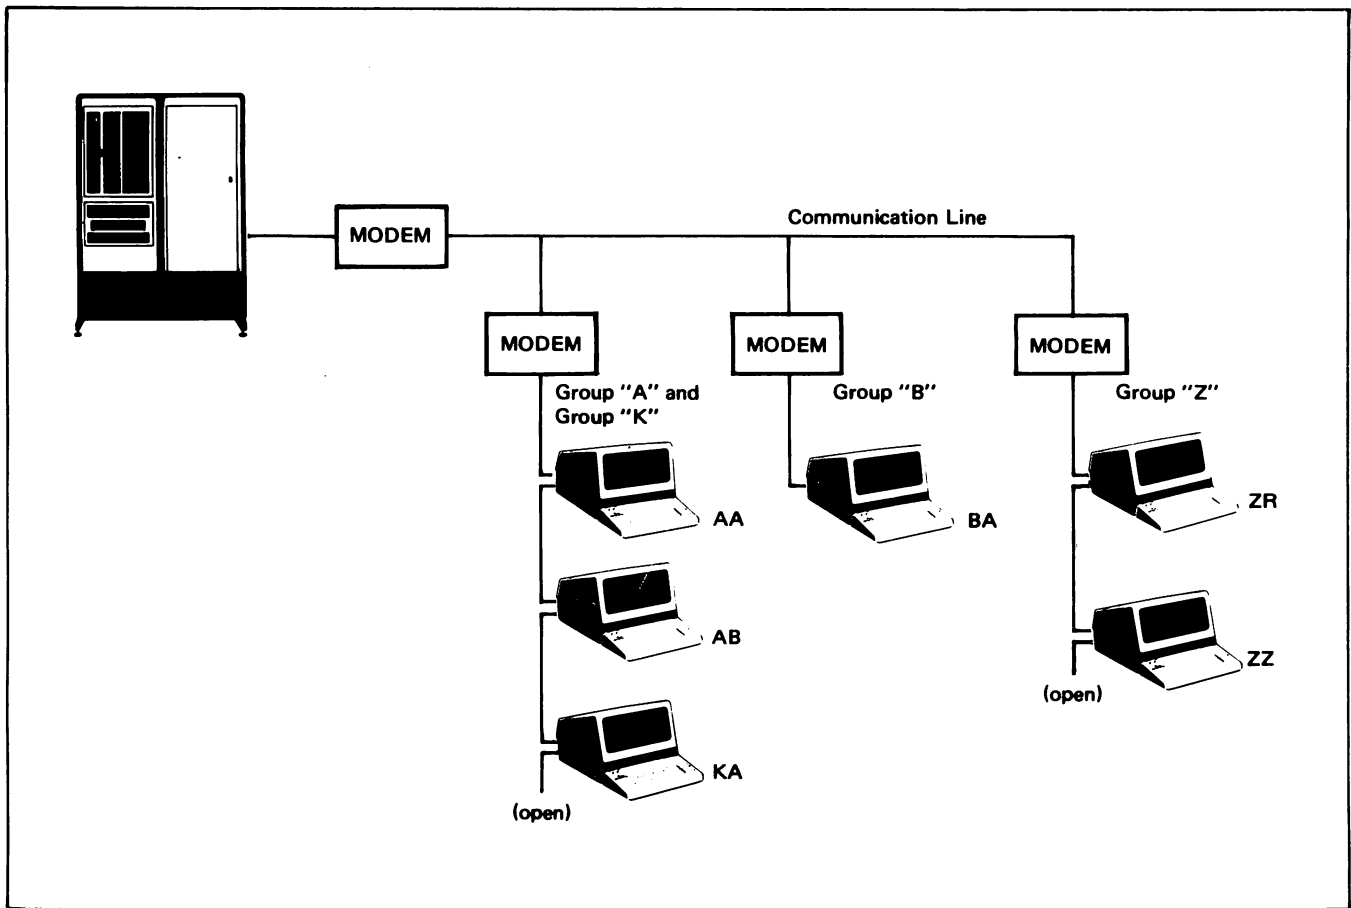 Communication Line
MODEM
MODEM
MODEM
MODEM
Group "A" and
Group "K"
Group "B"
Group "Z"
AA
BA
ZR
AB
ZZ
(open)
KA
(open)